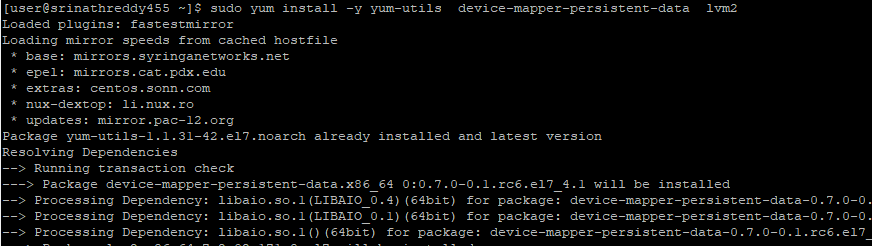 [user@srinathreddy455 ~]$ sudo yum install -y yum-utils  device-mapper-persistent-data  lvm2
Loaded plugins: fastestmirror
Loading mirror speeds from cached hostfile
 * base: mirrors.syringanetworks.net
 * epel: mirrors.cat.pdx.edu
 * extras: centos.sonn.com
 * nux-dextop: li.nux.ro
 * updates: mirror.pac-12.org
Package yum-utils-1.1.31-42.el7.noarch already installed and latest version
Resolving Dependencies
--> Running transaction check
---> Package device-mapper-persistent-data.x86_64 0:0.7.0-0.1.rc6.el7_4.1 will be installed
--> Processing Dependency: libaio.so.1(LIBAIO_0.4)(64bit) for package: device-mapper-persistent-data-0.7.0-0.
--> Processing Dependency: libaio.so.1(LIBAIO_0.1)(64bit) for package: device-mapper-persistent-data-0.7.0-0.
--> Processing Dependency: libaio.so.1()(64bit) for package: device-mapper-persistent-data-0.7.0-0.1.rc6.el7_